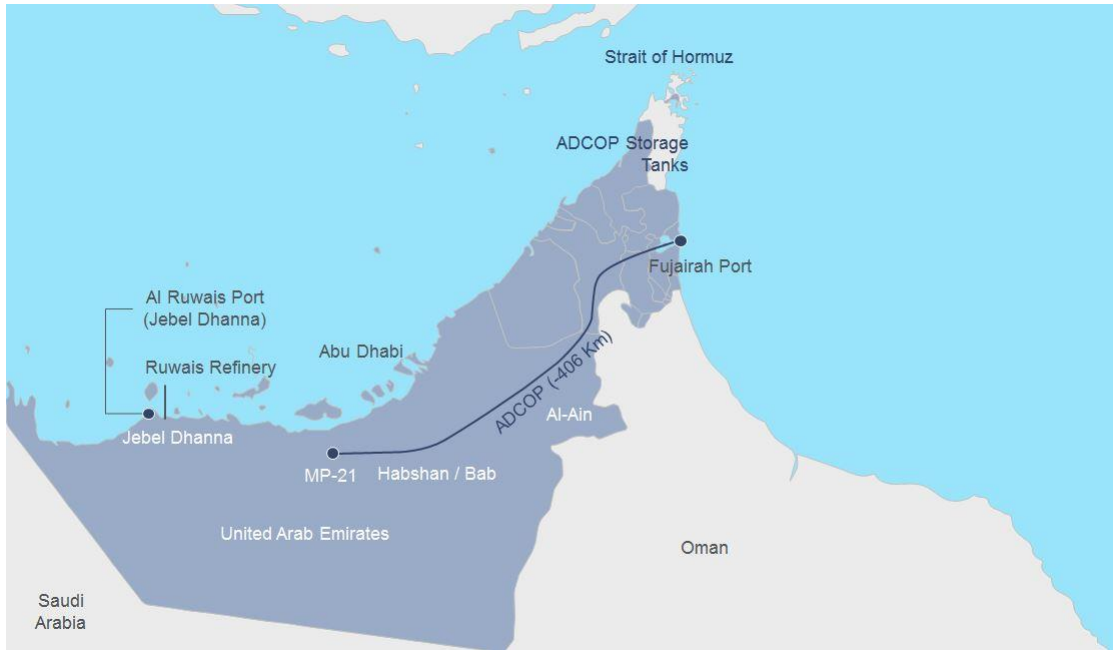 Strait of Hormuz
ADCOP Storage
Tanks
Fujairah Port
Al Ruwais Port
(Jebel Dhanna)
Ruwais Refinery
Abu Dhabi
ADCOP (-406 Km)
Al-Ain
Jebel Dhanna
MP-21
Habshan / Bab
United Arab Emirates
Oman
Saudi
Arabia